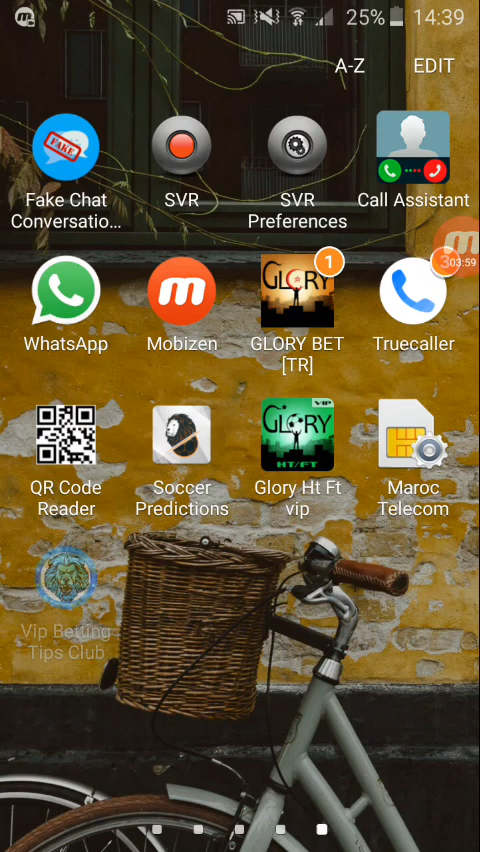 25% 14:39
A-Z EDIT
FAKE
Fake Chat
Conversatio...
SVR
SVR
Preferences
Call Assistant
03:59
WhatsApp
Mobizen
GLORY
1
GLORY BET
[TR]
3
Truecaller
QR Code
Reader
Soccer
Predictions
VIP
GLORY
HT/FT
Glory Ht Ft
vip
Maroc
Telecom
Vip Betting
Tips Club